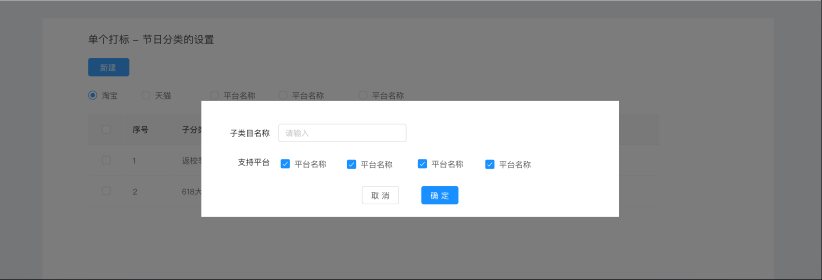 单个打标 – 节日分类的设置
新建
淘宝 天猫 平台名称 平台名称 平台名称
序号 子分
1 返校
2 618大
子类目名称 请输入
支持平台 平台名称 平台名称 平台名称 平台名称
取 消 确 定